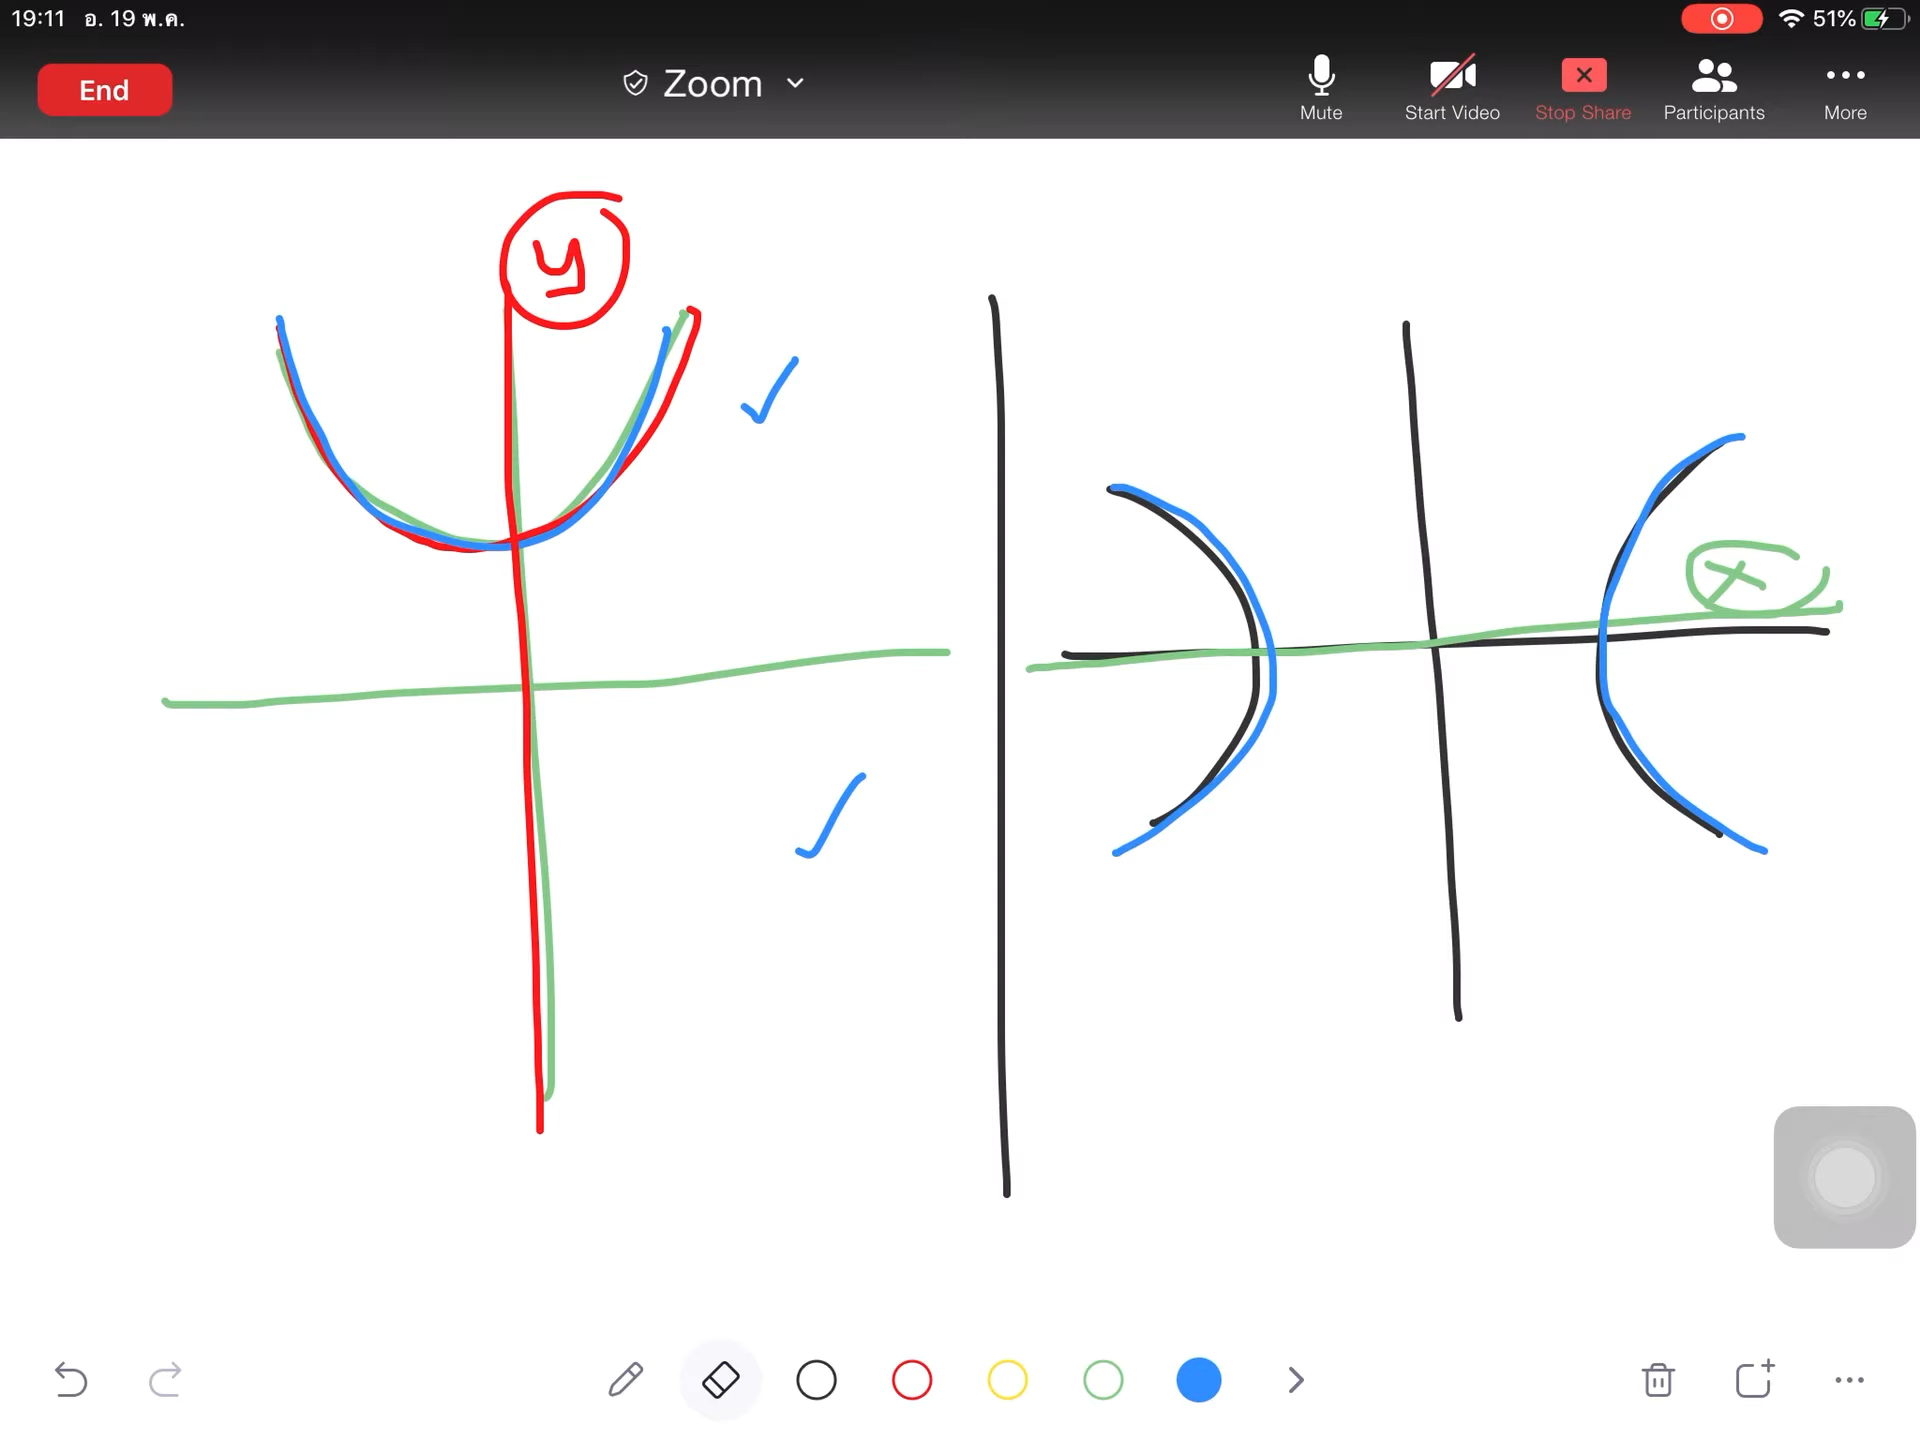 19:11 อ. 19 พ.ค.
51%
End
Zoom
Mute
Start Video
Stop Share
Participants
More
y
x